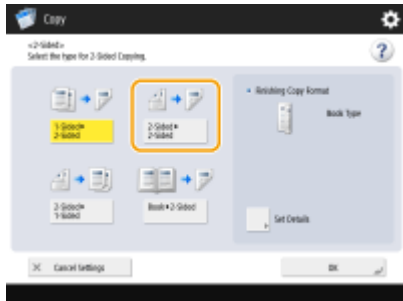 Copy
<2-Sided>
Select the type for 2-Sided Copying.
?
1-Sided▸
2-Sided
2-Sided▸
2-Sided
• Finishing Copy Format
Book Type
2-Sided▸
1-Sided
Book▸2-Sided
Set Details
× Cancel Settings
OK